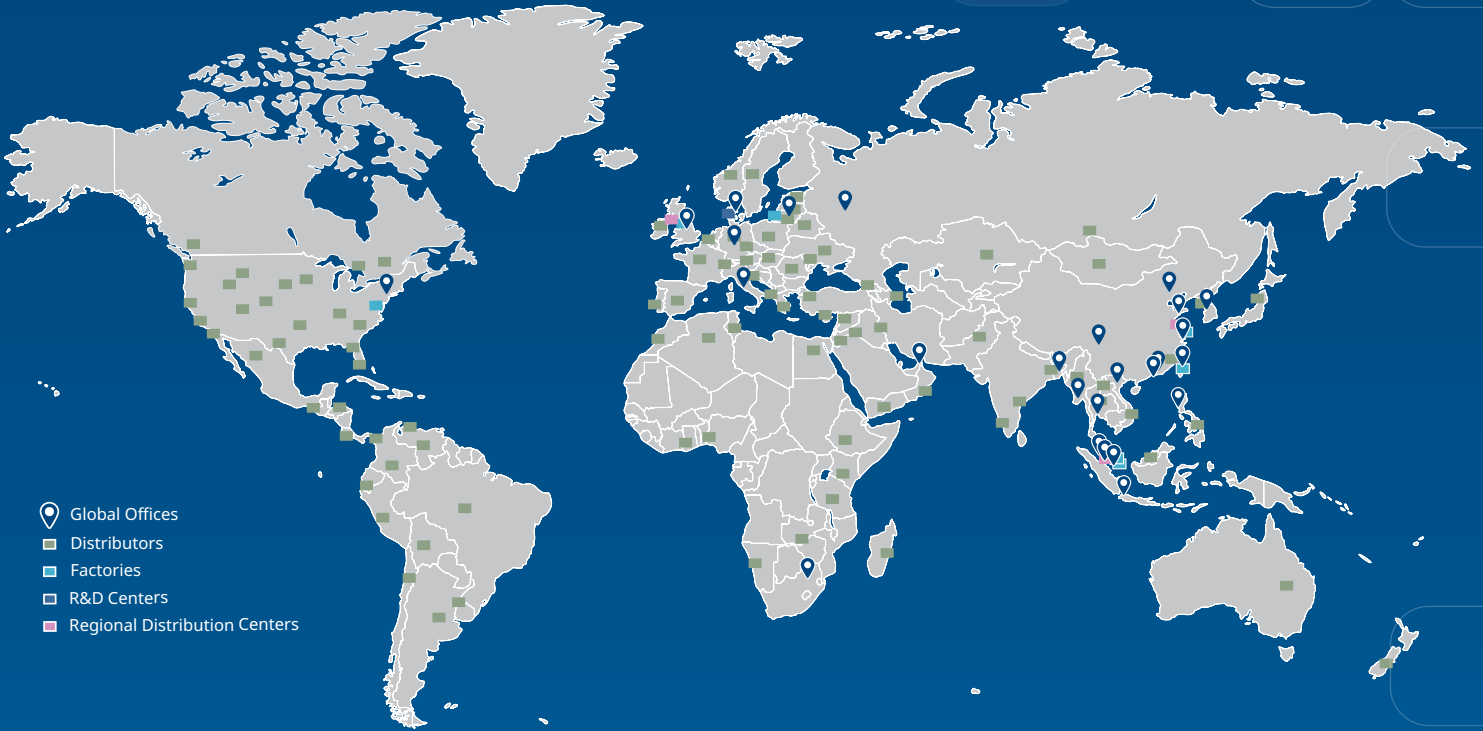 Global Offices
Distributors
Factories
R&D Centers
Regional Distribution Centers